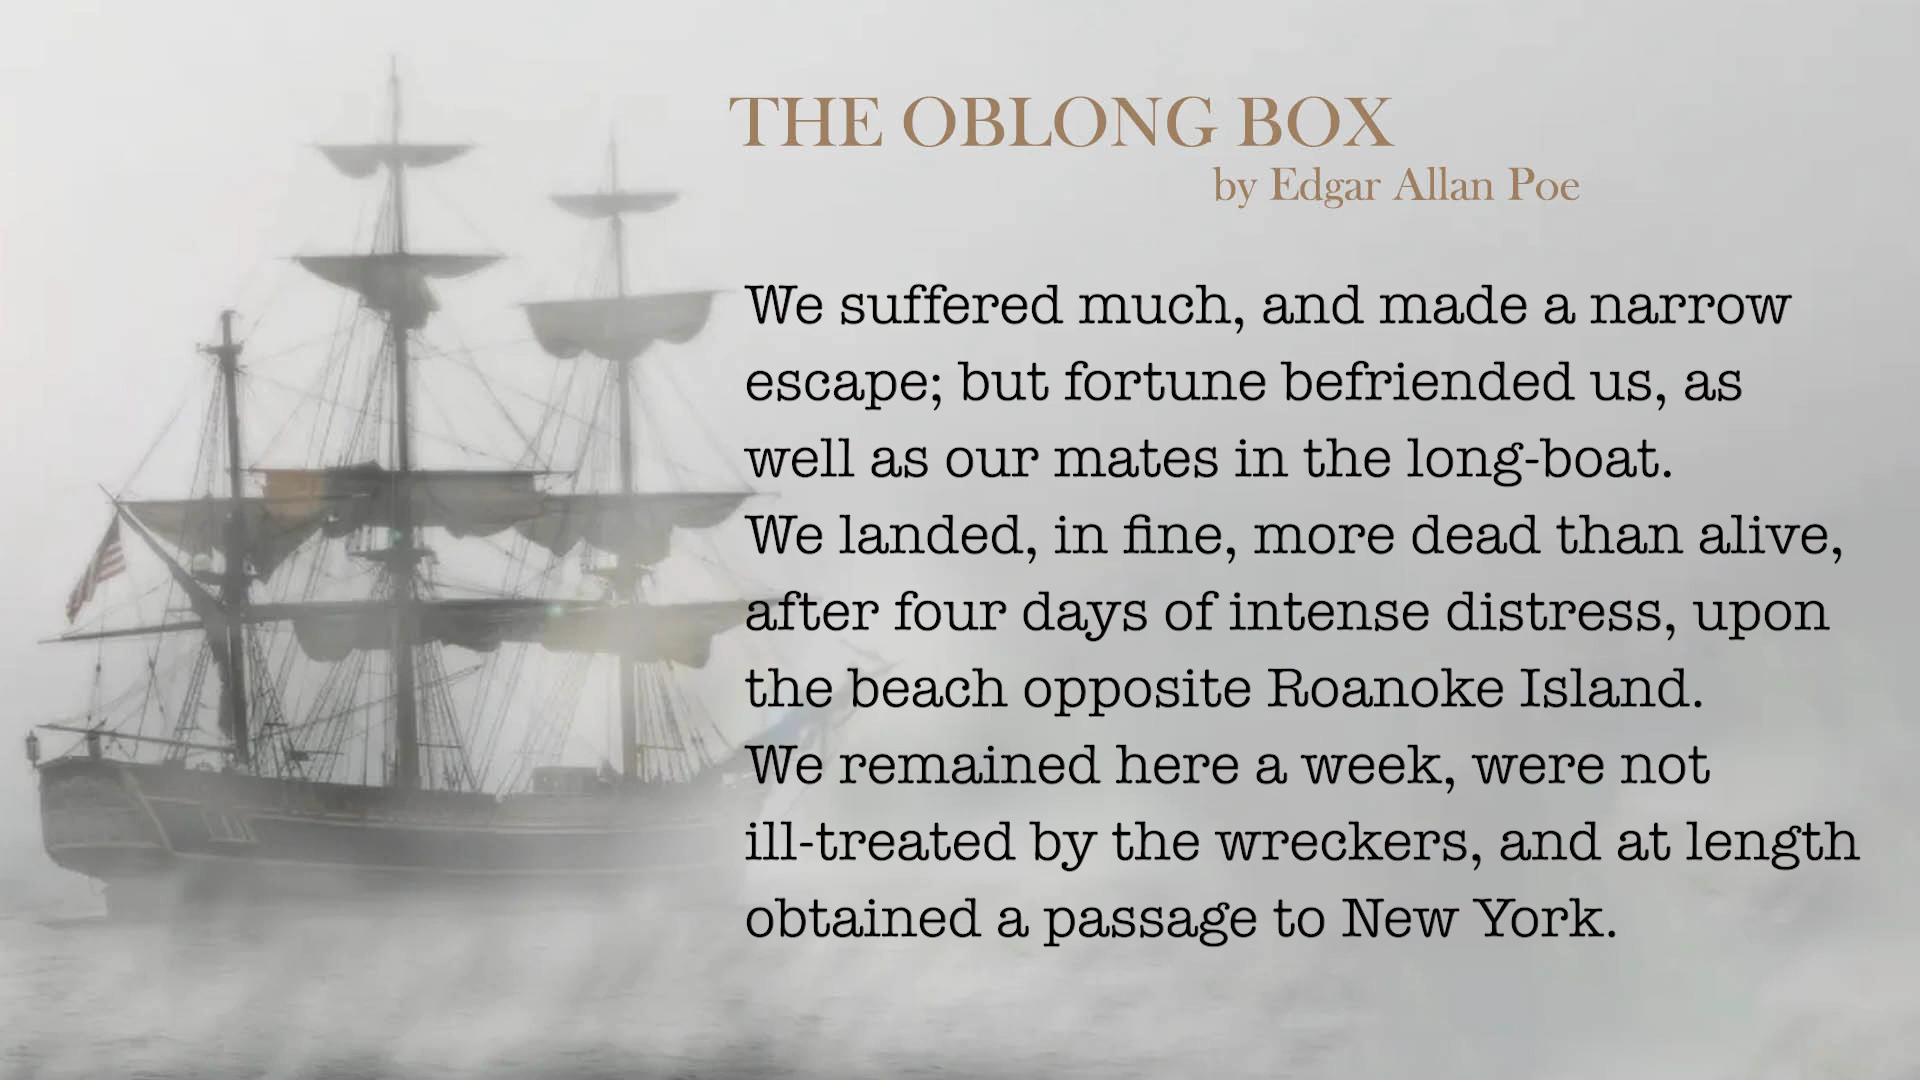 THE OBLONG BOX
by Edgar Allan Poe
We suffered much, and made a narrow
escape; but fortune befriended us, as
well as our mates in the long-boat.
We landed, in fine, more dead than alive,
after four days of intense distress, upon
the beach opposite Roanoke Island.
We remained here a week, were not
ill-treated by the wreckers, and at length
obtained a passage to New York.